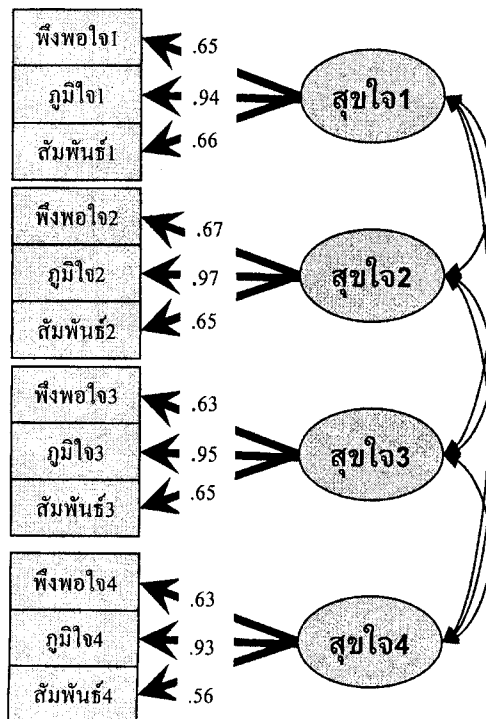 พึงพอใจ1 .65
ภูมิใจ1 .94 สุขใจ1
สัมพันธ์1 .66
พึงพอใจ2 .67
ภูมิใจ2 .97 สุขใจ2
สัมพันธ์2 .65
พึงพอใจ3 .63
ภูมิใจ3 .95 สุขใจ3
สัมพันธ์3 .65
พึงพอใจ4 .63
ภูมิใจ4 .93 สุขใจ4
สัมพันธ์4 .56